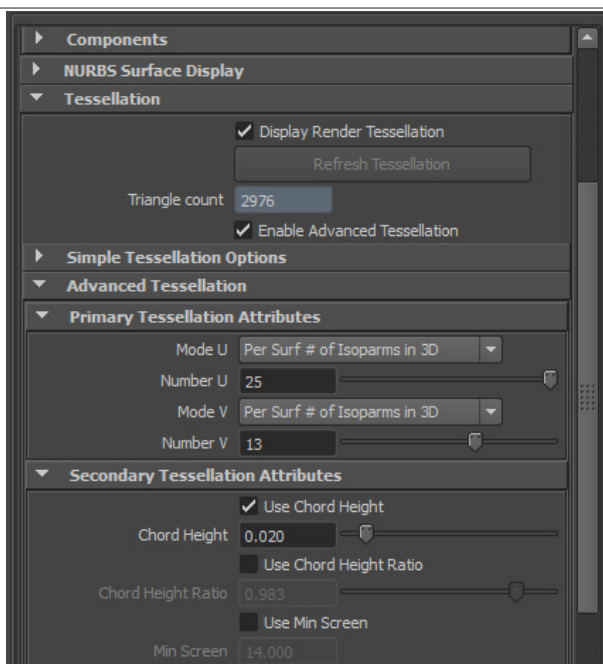 Components
NURBS Surface Display
Tessellation
Display Render Tessellation
Refresh Tessellation
Triangle count 2976
Enable Advanced Tessellation
Simple Tessellation Options
Advanced Tessellation
Primary Tessellation Attributes
Mode U Per Surf # of Isoparms in 3D
Number U 25
Mode V Per Surf # of Isoparms in 3D
Number V 13
Secondary Tessellation Attributes
Use Chord Height
Chord Height 0.020
Use Chord Height Ratio
Chord Height Ratio 0.983
Use Min Screen
Min Screen 14.000